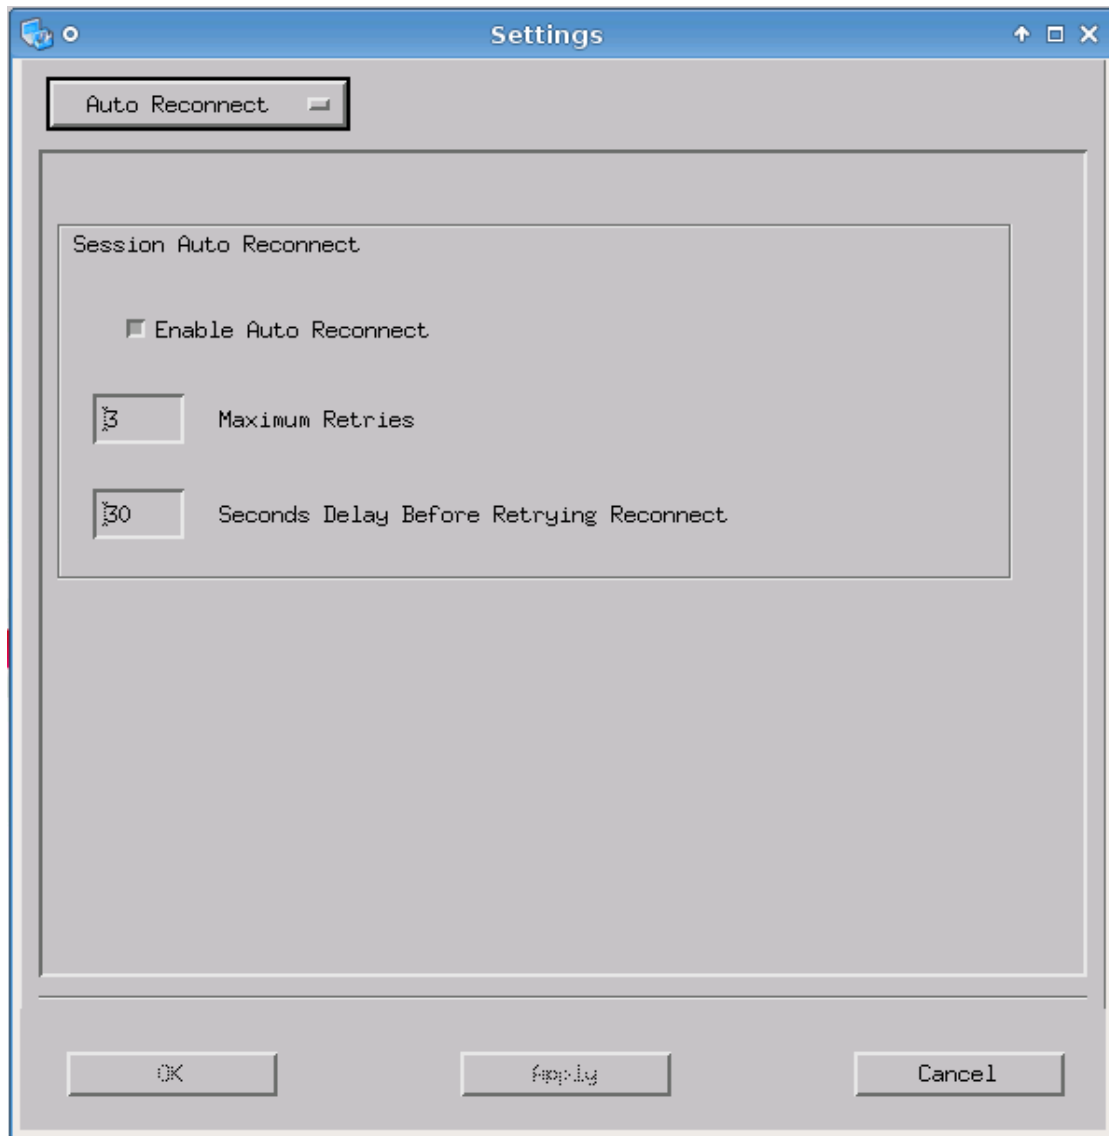 Settings
Auto Reconnect
Session Auto Reconnect
Enable Auto Reconnect
3 Maximum Retries
30 Seconds Delay Before Retrying Reconnect
OK Apply Cancel